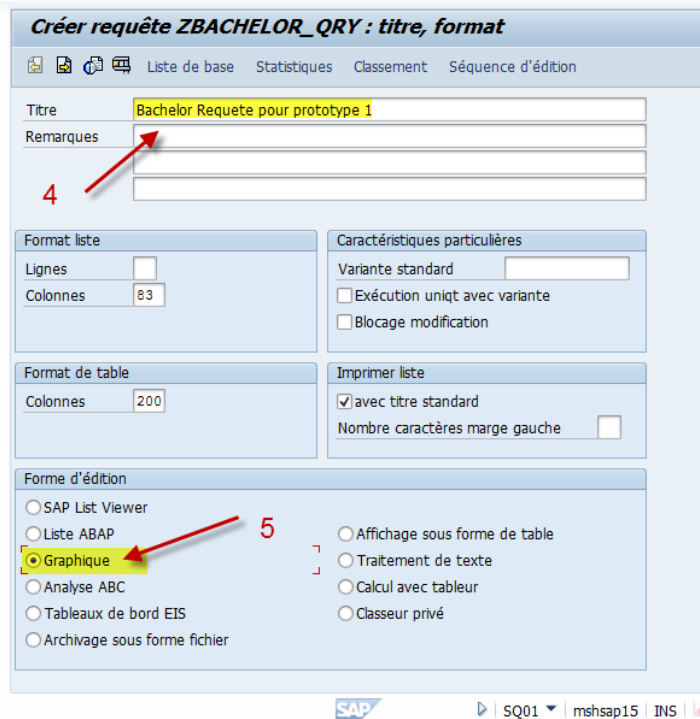 Créer requête ZBACHELOR_QRY : titre, format
Liste de base Statistiques Classement Séquence d'édition
Titre Bachelor Requete pour prototype 1
Remarques
4
Format liste
Lignes
Colonnes 83
Caractéristiques particulières
Variante standard
Exécution uniqt avec variante
Blocage modification
Format de table
Colonnes 200
Imprimer liste
avec titre standard
Nombre caractères marge gauche
Forme d'édition
SAP List Viewer
Liste ABAP
5
Graphique
Analyse ABC
Tableaux de bord EIS
Archivage sous forme fichier
Affichage sous forme de table
Traitement de texte
Calcul avec tableur
Classeur privé
SAP SQ01 mshsap15 INS